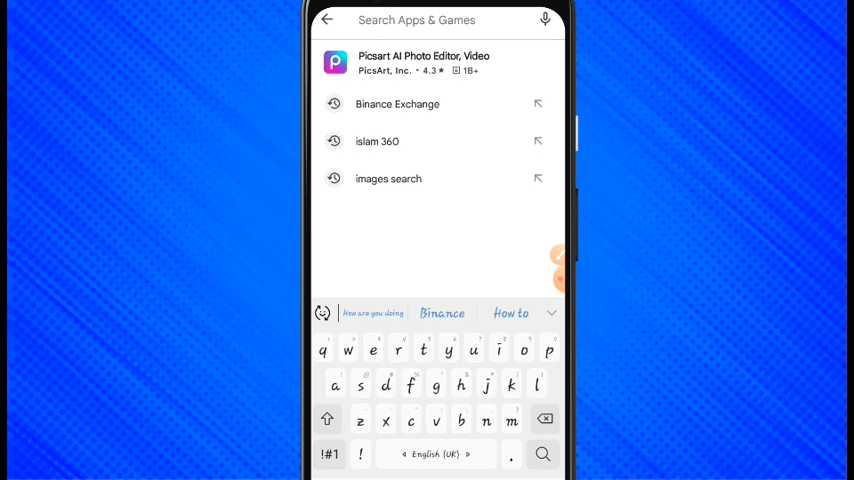 Search Apps & Games
Picsart AI Photo Editor, Video
PicsArt, Inc. • 4.3★ 1B+
Binance Exchange
islam 360
images search
How are you doing Binance How to
q w e r t y u i o p
a s d f g h j k l
z x c v b n m
!#1 ! English (UK) .